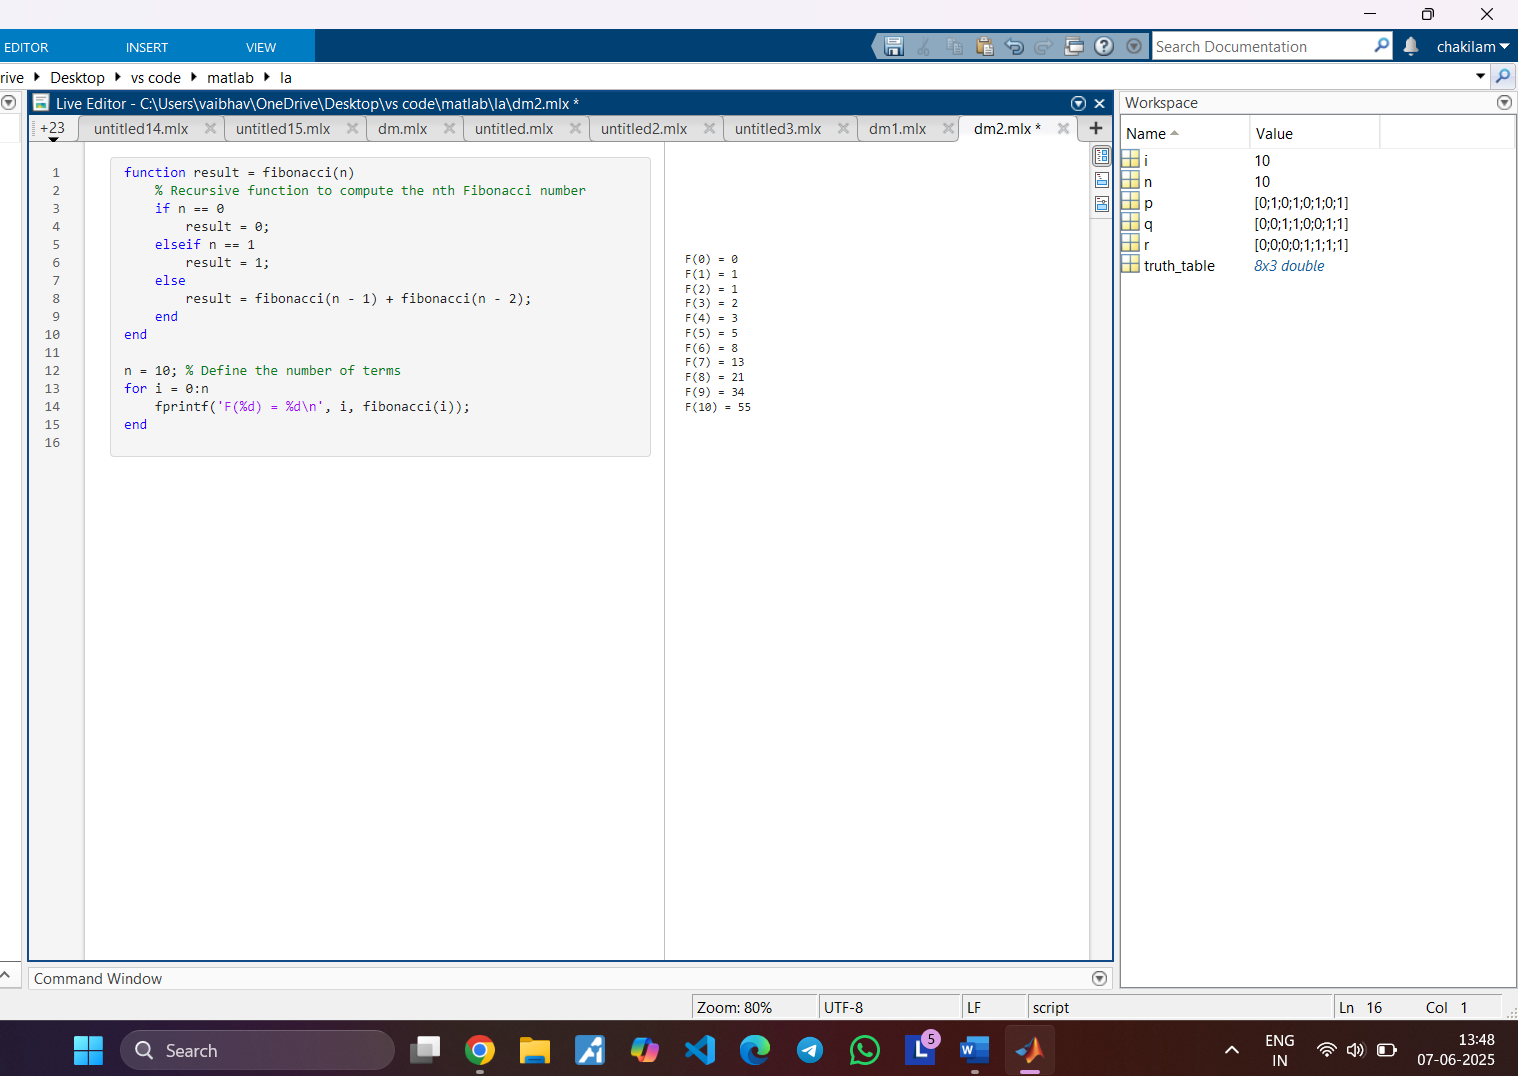 EDITOR INSERT VIEW
Search Documentation
chakilam
rive Desktop vs code matlab la
Live Editor - C:\Users\vaibhav\OneDrive\Desktop\vs code\matlab\la\dm2.mlx *
+23 untitled14.mlx untitled15.mlx dm.mlx untitled.mlx untitled2.mlx untitled3.mlx dm1.mlx dm2.mlx *
1 function result = fibonacci(n)
2 % Recursive function to compute the nth Fibonacci number
3 if n == 0
4 result = 0;
5 elseif n == 1
6 result = 1;
7 else
8 result = fibonacci(n - 1) + fibonacci(n - 2);
9 end
10 end
11
12 n = 10; % Define the number of terms
13 for i = 0:n
14 fprintf('F(%d) = %d\n', i, fibonacci(i));
15 end
16
F(0) = 0
F(1) = 1
F(2) = 1
F(3) = 2
F(4) = 3
F(5) = 5
F(6) = 8
F(7) = 13
F(8) = 21
F(9) = 34
F(10) = 55
Workspace
Name Value
i 10
n 10
p [0;1;0;1;0;1;0;1]
q [0;0;1;1;0;0;1;1]
r [0;0;0;0;1;1;1;1]
truth_table 8x3 double
Command Window
Zoom: 80% UTF-8 LF script Ln 16 Col 1
Search
L 5
W
ENG
IN
13:48
07-06-2025